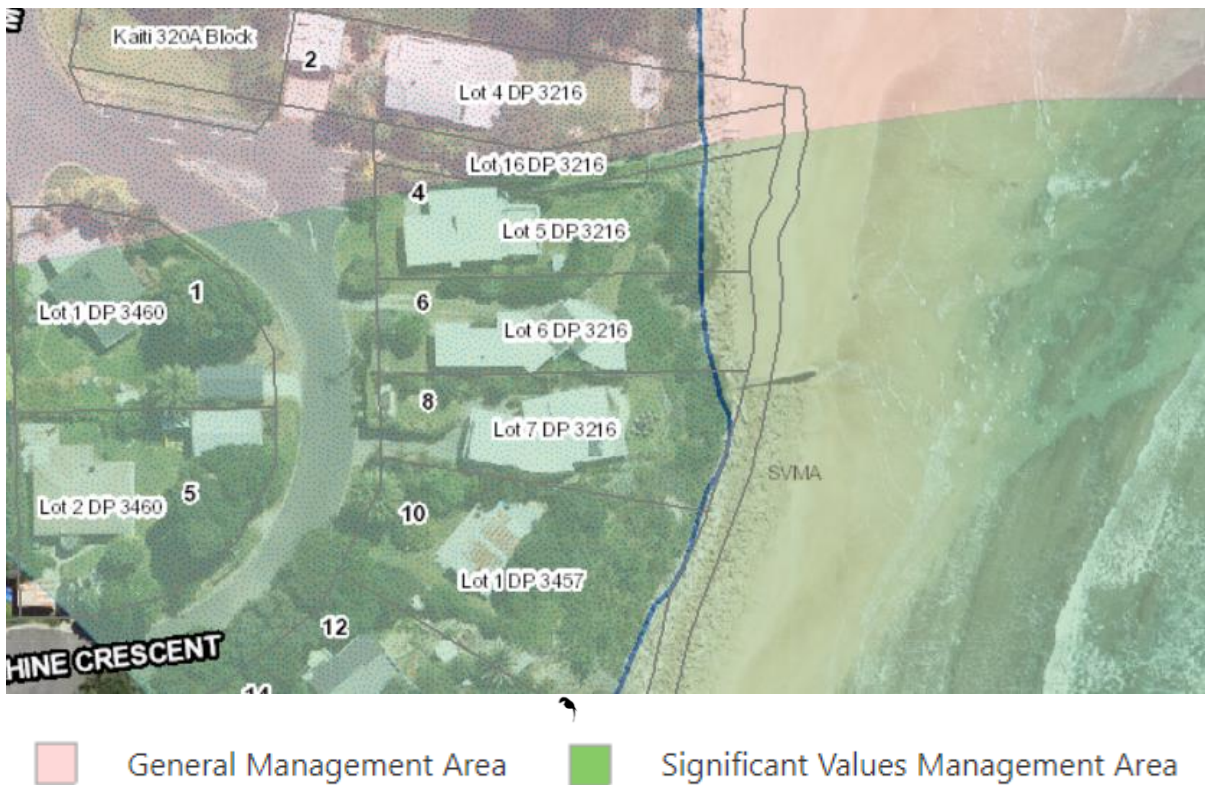 Kaiti 320A Block
2
Lot 4 DP 3216
Lot 16 DP 3216
4
Lot 5 DP 3216
1
Lot 1 DP 3460
6
Lot 6 DP 3216
8
Lot 7 DP 3216
SVMA
5
Lot 2 DP 3460
10
Lot 1 DP 3457
12
HINE CRESCENT
14
General Management Area
Significant Values Management Area